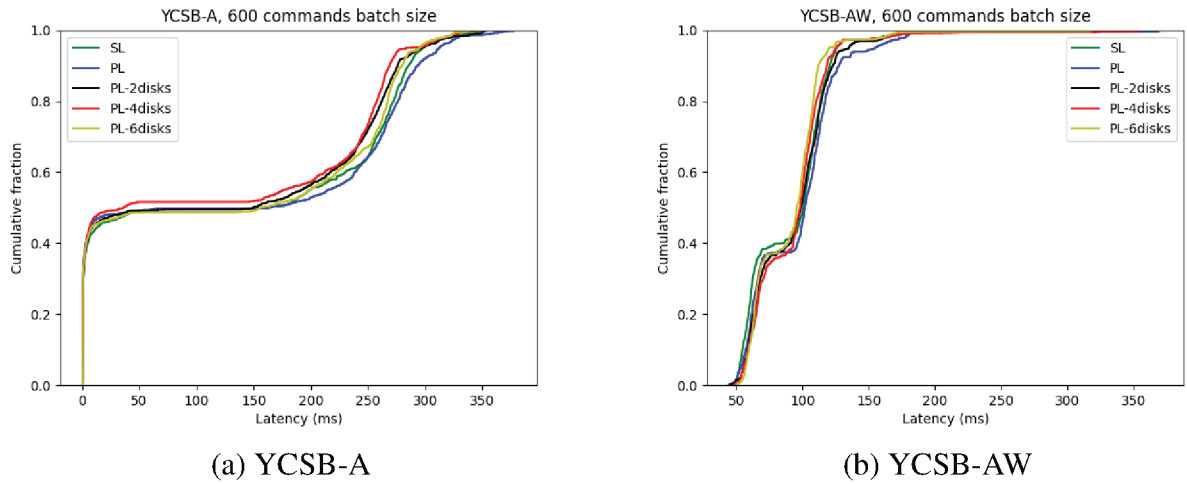 YCSB-A, 600 commands batch size
1.0
0.8
0.6
0.4
0.2
0.0
Cumulative fraction
SL
PL
PL-2disks
PL-4disks
PL-6disks
0 50 100 150 200 250 300 350
Latency (ms)
(a) YCSB-A
YCSB-AW, 600 commands batch size
1.0
0.8
0.6
0.4
0.2
0.0
Cumulative fraction
SL
PL
PL-2disks
PL-4disks
PL-6disks
50 100 150 200 250 300 350
Latency (ms)
(b) YCSB-AW